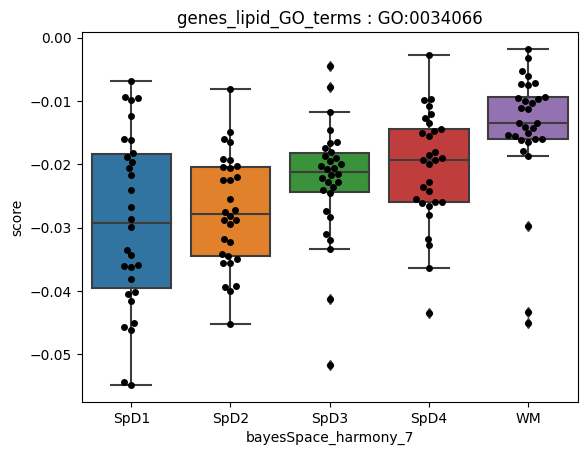 genes_lipid_GO_terms : GO:0034066
0.00
−0.01
−0.02
−0.03
−0.04
−0.05
score
SpD1 SpD2 SpD3 SpD4 WM
bayesSpace_harmony_7